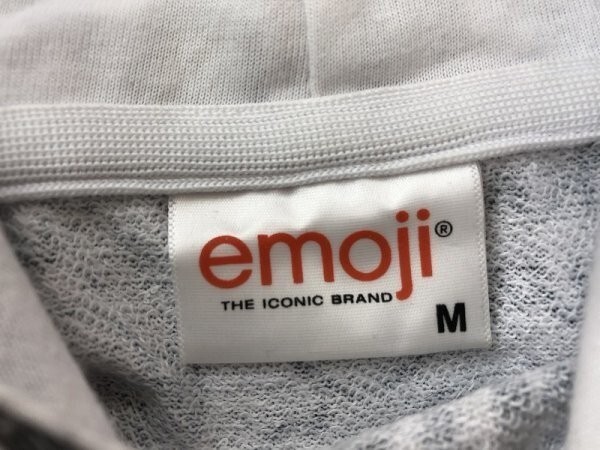 emoji®
THE ICONIC BRAND
M